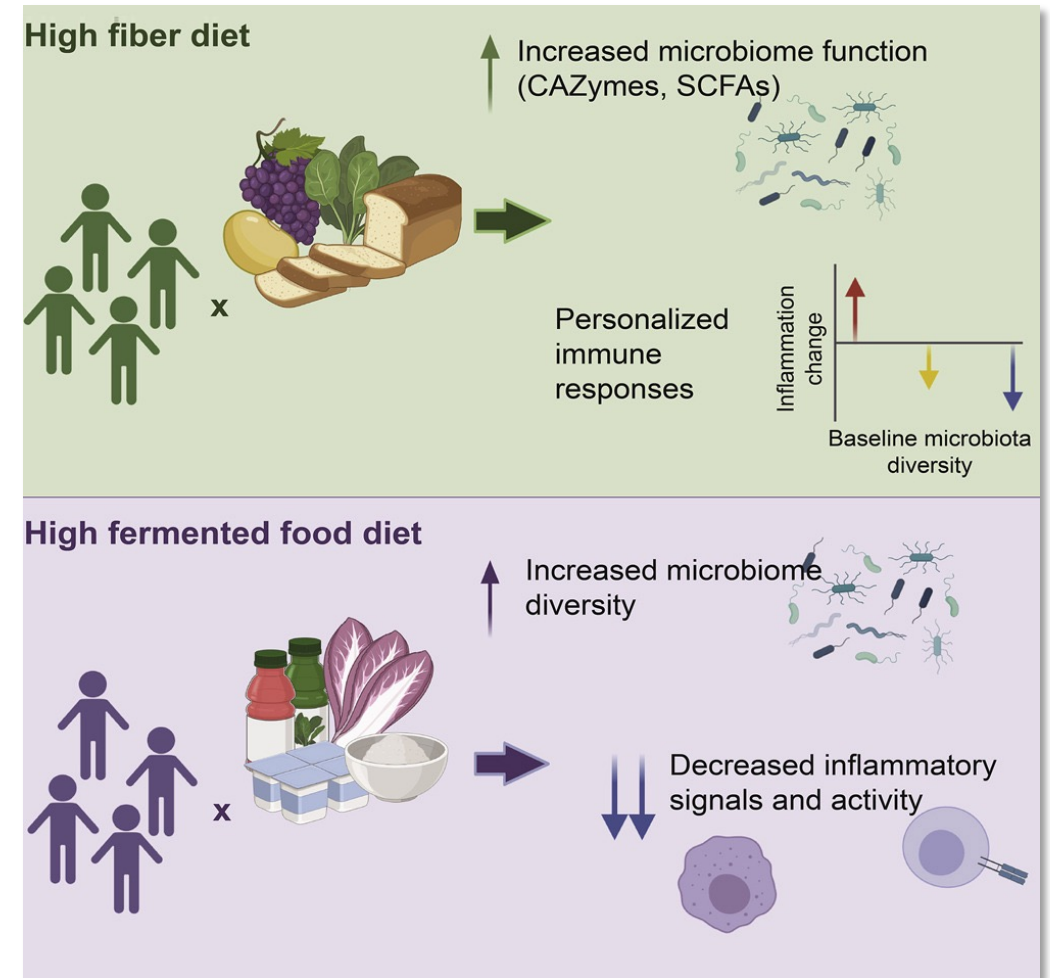 High fiber diet
Increased microbiome function
(CAZymes, SCFAs)
x
Personalized
immune
responses
Inflammation
change
Baseline microbiota
diversity
High fermented food diet
Increased microbiome
diversity
x
Decreased inflammatory
signals and activity